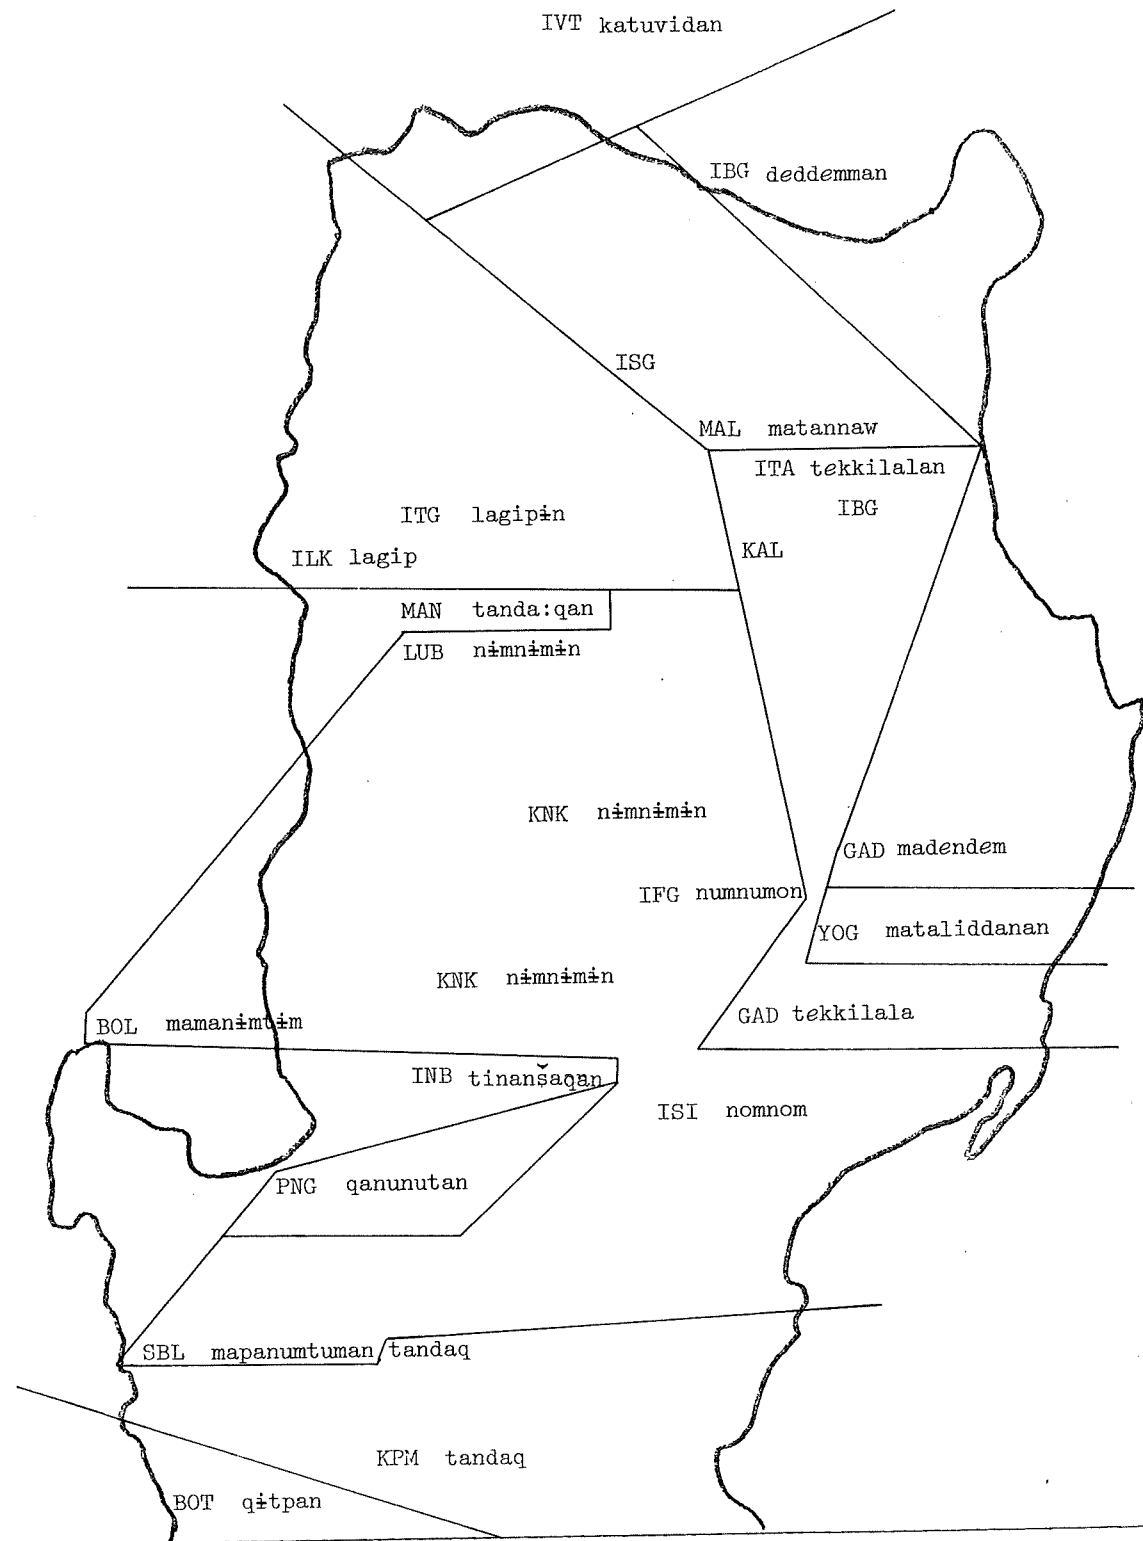 IVT katuvidan
IBG deddemman
ISG
MAL matannaw
ITA tekkilalan
IBG
ITG lagipɨn
KAL
ILK lagip
MAN tanda:qan
LUB nɨmnɨmɨn
KNK nɨmnɨmɨn
GAD madendem
IFG numnumon
YOG mataliddanan
KNK nɨmnɨmɨn
GAD tekkilala
BOL mamanɨmtɨm
INB tinanšaqan
ISI nomnom
PNG qanunutan
SBL mapanumtuman tandaq
KPM tandaq
BOT qɨtpan